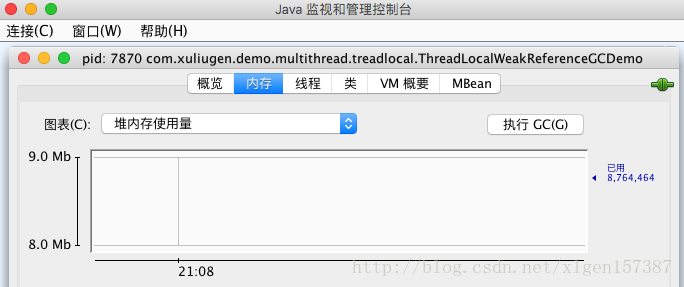 Java 监视和管理控制台
连接(C) 窗口(W) 帮助(H)
pid: 7870 com.xuliugen.demo.multithread.treadlocal.ThreadLocalWeakReferenceGCDemo
概览 内存 线程 类 VM 概要 MBean
图表(C): 堆内存使用量 执行 GC(G)
9.0 Mb
已用
8,764,464
8.0 Mb
21:08
http://blog.csdn.net/xlgen157387